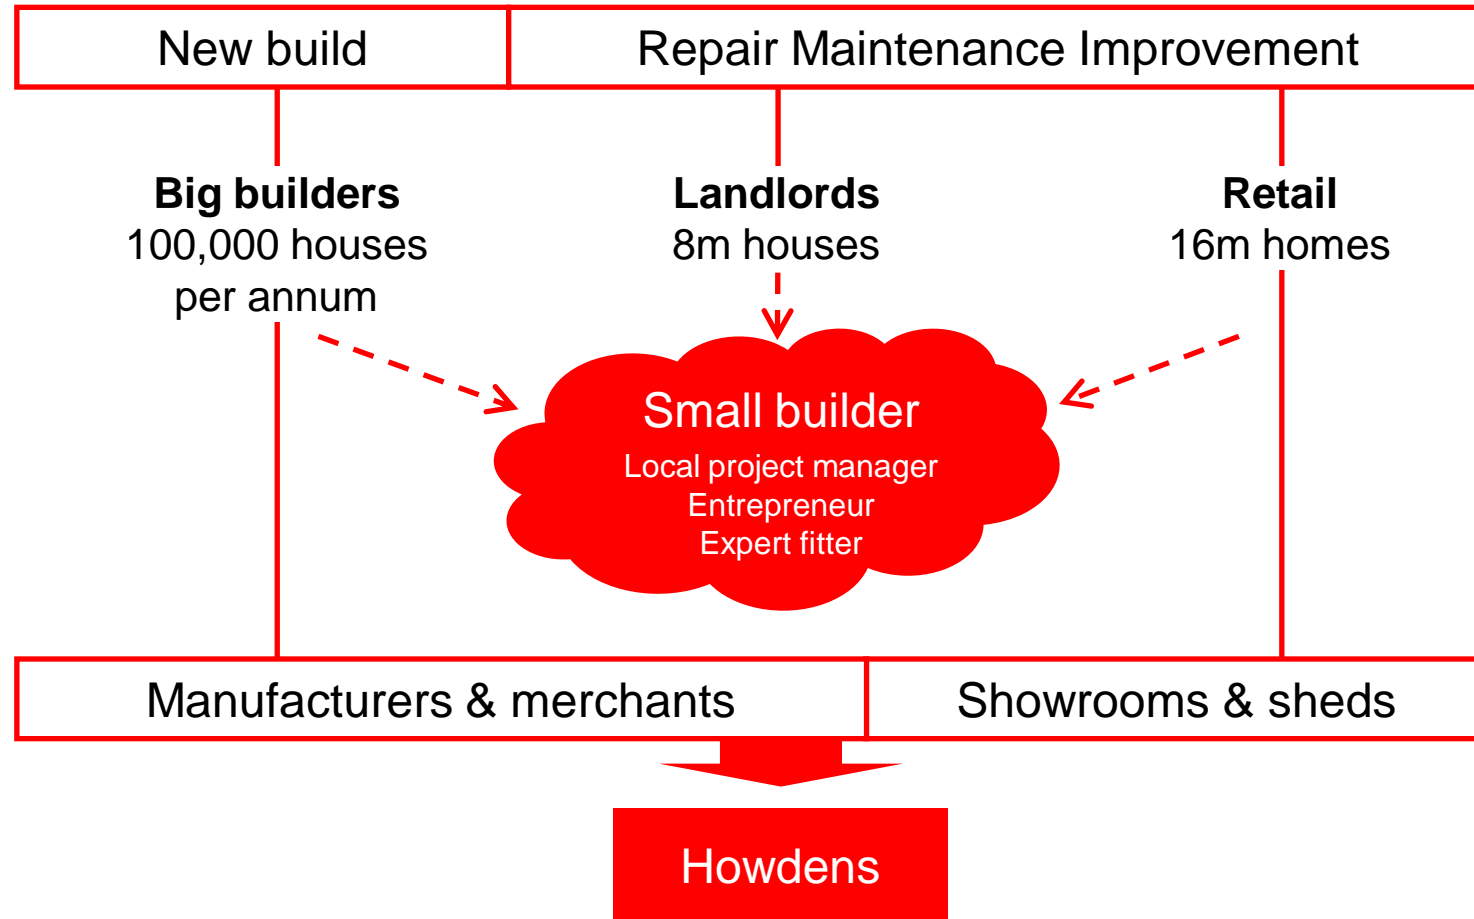 New build
Repair Maintenance Improvement
Big builders
100,000 houses
per annum
Landlords
8m houses
Retail
16m homes
Small builder
Local project manager
Entrepreneur
Expert fitter
Manufacturers & merchants
Showrooms & sheds
Howdens